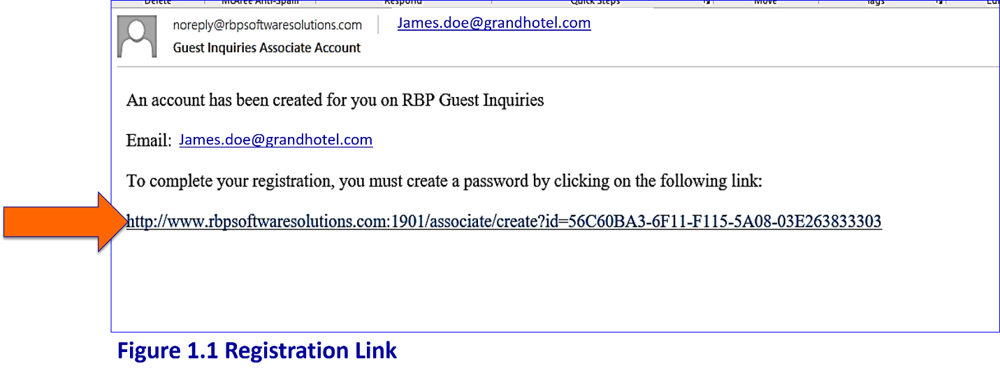 Delete McAfee Anti-Spam Respond Quick Steps Move Tags
noreply@rbpsoftwaresolutions.com James.doe@grandhotel.com
Guest Inquiries Associate Account
An account has been created for you on RBP Guest Inquiries
Email: James.doe@grandhotel.com
To complete your registration, you must create a password by clicking on the following link:
http://www.rbpsoftwaresolutions.com:1901/associate/create?id=56C60BA3-6F11-F115-5A08-03E263833303
Figure 1.1 Registration Link